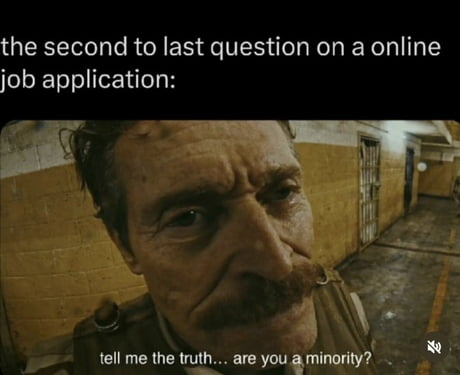 the second to last question on a online
job application:
tell me the truth... are you a minority?